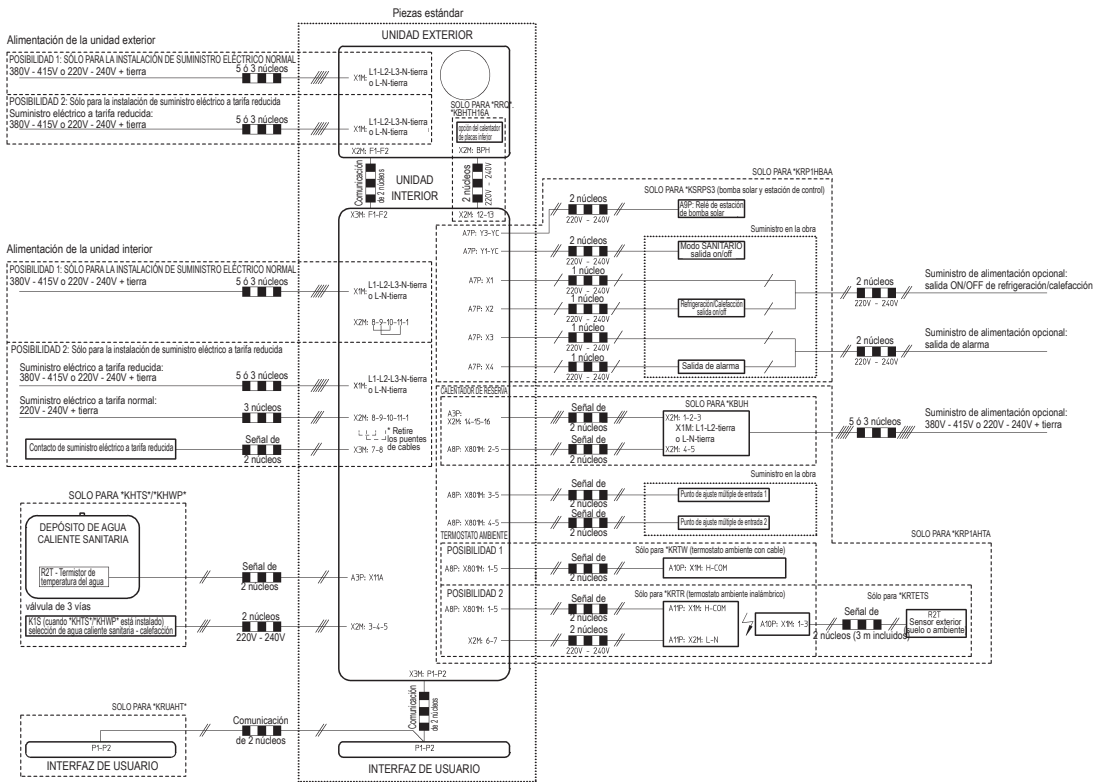 Piezas estándar
UNIDAD EXTERIOR
Alimentación de la unidad exterior
POSIBILIDAD 1: SÓLO PARA LA INSTALACIÓN DE SUMINISTRO ELÉCTRICO NORMAL
380V - 415V o 220V - 240V + tierra
5 ó 3 núcleos
X1M: L1-L2-L3-N-tierra
o L-N-tierra
POSIBILIDAD 2: Sólo para la instalación de suministro eléctrico a tarifa reducida
Suministro eléctrico a tarifa reducida:
380V - 415V o 220V - 240V + tierra
5 ó 3 núcleos
X1M: L1-L2-L3-N-tierra
o L-N-tierra
SOLO PARA *RRQ*.
*KBHTH16A
opción del calentador
de placas inferior
X2M: F1-F2
X2M: BPH
Comunicación
de 2 núcleos
UNIDAD
INTERIOR
2 núcleos
220V - 240V
X3M: F1-F2
X2M: 12-13
Alimentación de la unidad interior
POSIBILIDAD 1: SÓLO PARA LA INSTALACIÓN DE SUMINISTRO ELÉCTRICO NORMAL
380V - 415V o 220V - 240V + tierra
5 ó 3 núcleos
X1M: L1-L2-L3-N-tierra
o L-N-tierra
X2M: 8-9-10-11-1
POSIBILIDAD 2: Sólo para la instalación de suministro eléctrico a tarifa reducida
Suministro eléctrico a tarifa reducida:
380V - 415V o 220V - 240V + tierra
5 ó 3 núcleos
X1M: L1-L2-L3-N-tierra
o L-N-tierra
Suministro eléctrico a tarifa normal:
220V - 240V + tierra
3 núcleos
X2M: 8-9-10-11-1
* Retire
los puentes
de cables
Contacto de suministro eléctrico a tarifa reducida
Señal de
2 núcleos
X3M: 7-8
SOLO PARA *KHTS*/*KHWP*
DEPÓSITO DE AGUA
CALIENTE SANITARIA
R2T - Termistor de
temperatura del agua
Señal de
2 núcleos
A3P: X11A
válvula de 3 vías
K1S (cuando *KHTS*/*KHWP* está instalado)
selección de agua caliente sanitaria - calefacción
2 núcleos
220V - 240V
X2M: 3-4-5
X3M: P1-P2
SOLO PARA *KRUAHT*
Comunicación
de 2 núcleos
Comunicación
de 2 núcleos
P1-P2
INTERFAZ DE USUARIO
P1-P2
INTERFAZ DE USUARIO
SOLO PARA *KRP1HBAA
SOLO PARA *KSRPS3 (bomba solar y estación de control)
A7P: Y3-YC
2 núcleos
220V - 240V
A9P: Relé de estación
de bomba solar
Suministro en la obra
A7P: Y1-YC
2 núcleos
220V - 240V
Modo SANITARIO
salida on/off
A7P: X1
1 núcleo
220V - 240V
A7P: X2
1 núcleo
220V - 240V
Refrigeración/Calefacción
salida on/off
2 núcleos
220V - 240V
Suministro de alimentación opcional:
salida ON/OFF de refrigeración/calefacción
A7P: X3
1 núcleo
220V - 240V
A7P: X4
1 núcleo
220V - 240V
Salida de alarma
2 núcleos
220V - 240V
Suministro de alimentación opcional:
salida de alarma
CALENTADOR DE RESERVA
SOLO PARA *KBUH
A3P:
X2M: 14-15-16
Señal de
2 núcleos
X2M: 1-2-3
X1M: L1-L2-tierra
o L-N-tierra
X2M: 4-5
A8P: X801M: 2-5
Señal de
2 núcleos
5 ó 3 núcleos
Suministro de alimentación opcional:
380V - 415V o 220V - 240V + tierra
Suministro en la obra
A8P: X801M: 3-5
Señal de
2 núcleos
Punto de ajuste múltiple de entrada 1
A8P: X801M: 4-5
Señal de
2 núcleos
Punto de ajuste múltiple de entrada 2
SOLO PARA *KRP1AHTA
TERMOSTATO AMBIENTE
POSIBILIDAD 1
Sólo para *KRTW (termostato ambiente con cable)
A8P: X801M: 1-5
Señal de
2 núcleos
A10P: X1M: H-COM
POSIBILIDAD 2
Sólo para *KRTR (termostato ambiente inalámbrico)
Sólo para *KRTETS
A8P: X801M: 1-5
Señal de
2 núcleos
A11P: X1M: H-COM
X2M: 6-7
2 núcleos
220V - 240V
A11P: X2M: L-N
A10P: X1M: 1-3
Señal de
2 núcleos (3 m incluidos)
R2T
Sensor exterior
(suelo o ambiente)